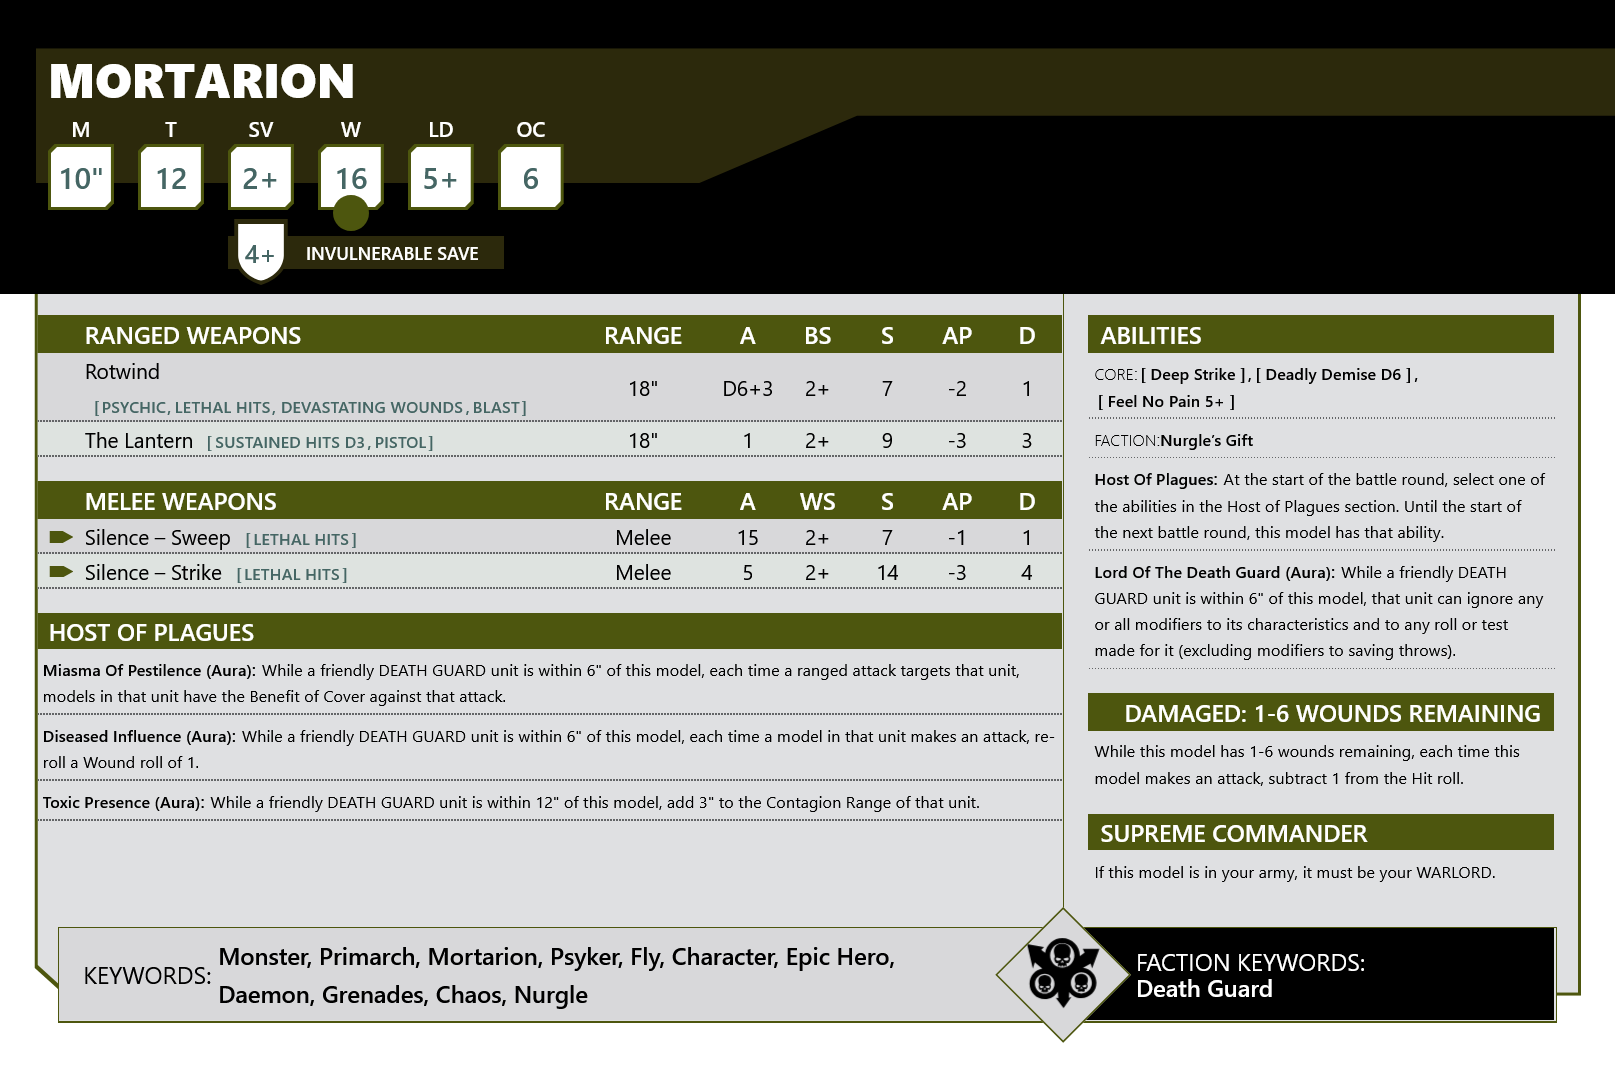 MORTARION
M T SV W LD OC
10" 12 2+ 16 5+ 6
4+ INVULNERABLE SAVE
RANGED WEAPONS RANGE A BS S AP D
Rotwind
[PSYCHIC, LETHAL HITS, DEVASTATING WOUNDS, BLAST] 18" D6+3 2+ 7 -2 1
The Lantern [SUSTAINED HITS D3, PISTOL] 18" 1 2+ 9 -3 3
MELEE WEAPONS RANGE A WS S AP D
Silence – Sweep [LETHAL HITS] Melee 15 2+ 7 -1 1
Silence – Strike [LETHAL HITS] Melee 5 2+ 14 -3 4
HOST OF PLAGUES
Miasma Of Pestilence (Aura): While a friendly DEATH GUARD unit is within 6" of this model, each time a ranged attack targets that unit,
models in that unit have the Benefit of Cover against that attack.
Diseased Influence (Aura): While a friendly DEATH GUARD unit is within 6" of this model, each time a model in that unit makes an attack, re-
roll a Wound roll of 1.
Toxic Presence (Aura): While a friendly DEATH GUARD unit is within 12" of this model, add 3" to the Contagion Range of that unit.
ABILITIES
CORE: [ Deep Strike ], [ Deadly Demise D6 ],
[ Feel No Pain 5+ ]
FACTION:Nurgle’s Gift
Host Of Plagues: At the start of the battle round, select one of
the abilities in the Host of Plagues section. Until the start of
the next battle round, this model has that ability.
Lord Of The Death Guard (Aura): While a friendly DEATH
GUARD unit is within 6" of this model, that unit can ignore any
or all modifiers to its characteristics and to any roll or test
made for it (excluding modifiers to saving throws).
DAMAGED: 1-6 WOUNDS REMAINING
While this model has 1-6 wounds remaining, each time this
model makes an attack, subtract 1 from the Hit roll.
SUPREME COMMANDER
If this model is in your army, it must be your WARLORD.
KEYWORDS: Monster, Primarch, Mortarion, Psyker, Fly, Character, Epic Hero,
Daemon, Grenades, Chaos, Nurgle
FACTION KEYWORDS:
Death Guard